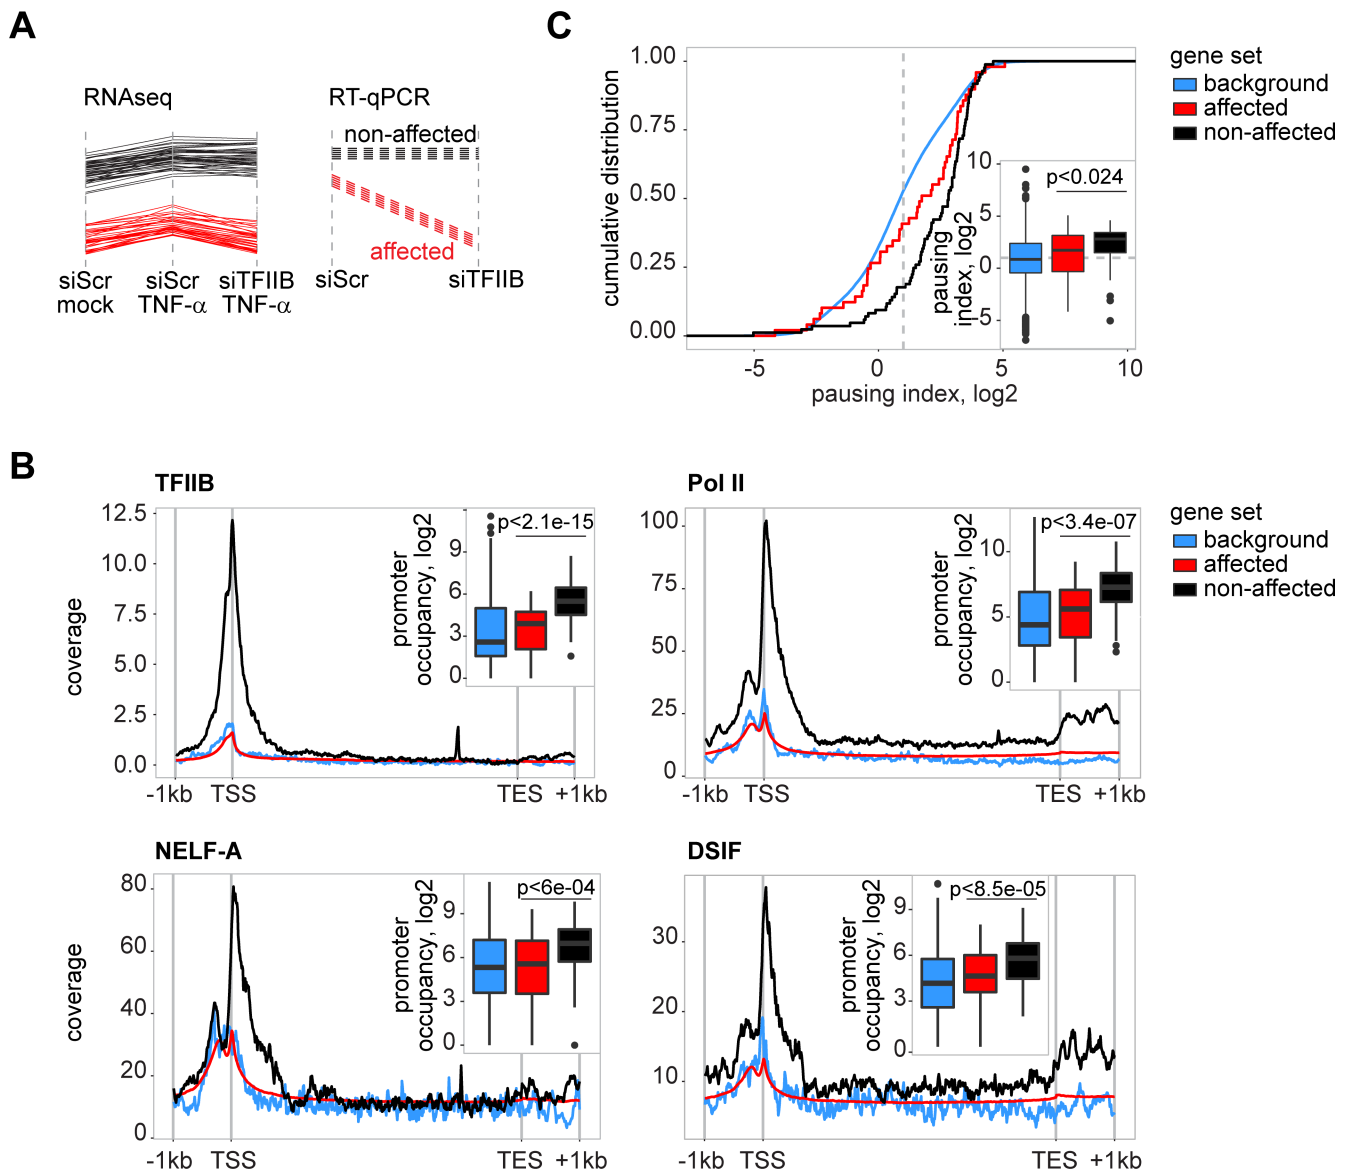 A
RNAseq
RT-qPCR
non-affected
affected
siScr
mock
siScr
TNF-α
siTFIIB
TNF-α
siScr
siTFIIB
C
cumulative distribution
1.00
0.75
0.50
0.25
0.00
-5
0
5
10
pausing index, log2
pausing
index, log2
10
5
0
-5
p<0.024
gene set
background
affected
non-affected
B
TFIIB
coverage
12.5
10.0
7.5
5.0
2.5
0.0
-1kb
TSS
TES
+1kb
promoter
occupancy, log2
9
6
3
0
p<2.1e-15
Pol II
100
75
50
25
0
-1kb
TSS
TES
+1kb
promoter
occupancy, log2
10
5
0
p<3.4e-07
gene set
background
affected
non-affected
NELF-A
coverage
80
60
40
20
0
-1kb
TSS
TES
+1kb
promoter
occupancy, log2
9
6
3
0
p<6e-04
DSIF
30
20
10
-1kb
TSS
TES
+1kb
promoter
occupancy, log2
9
6
3
0
p<8.5e-05